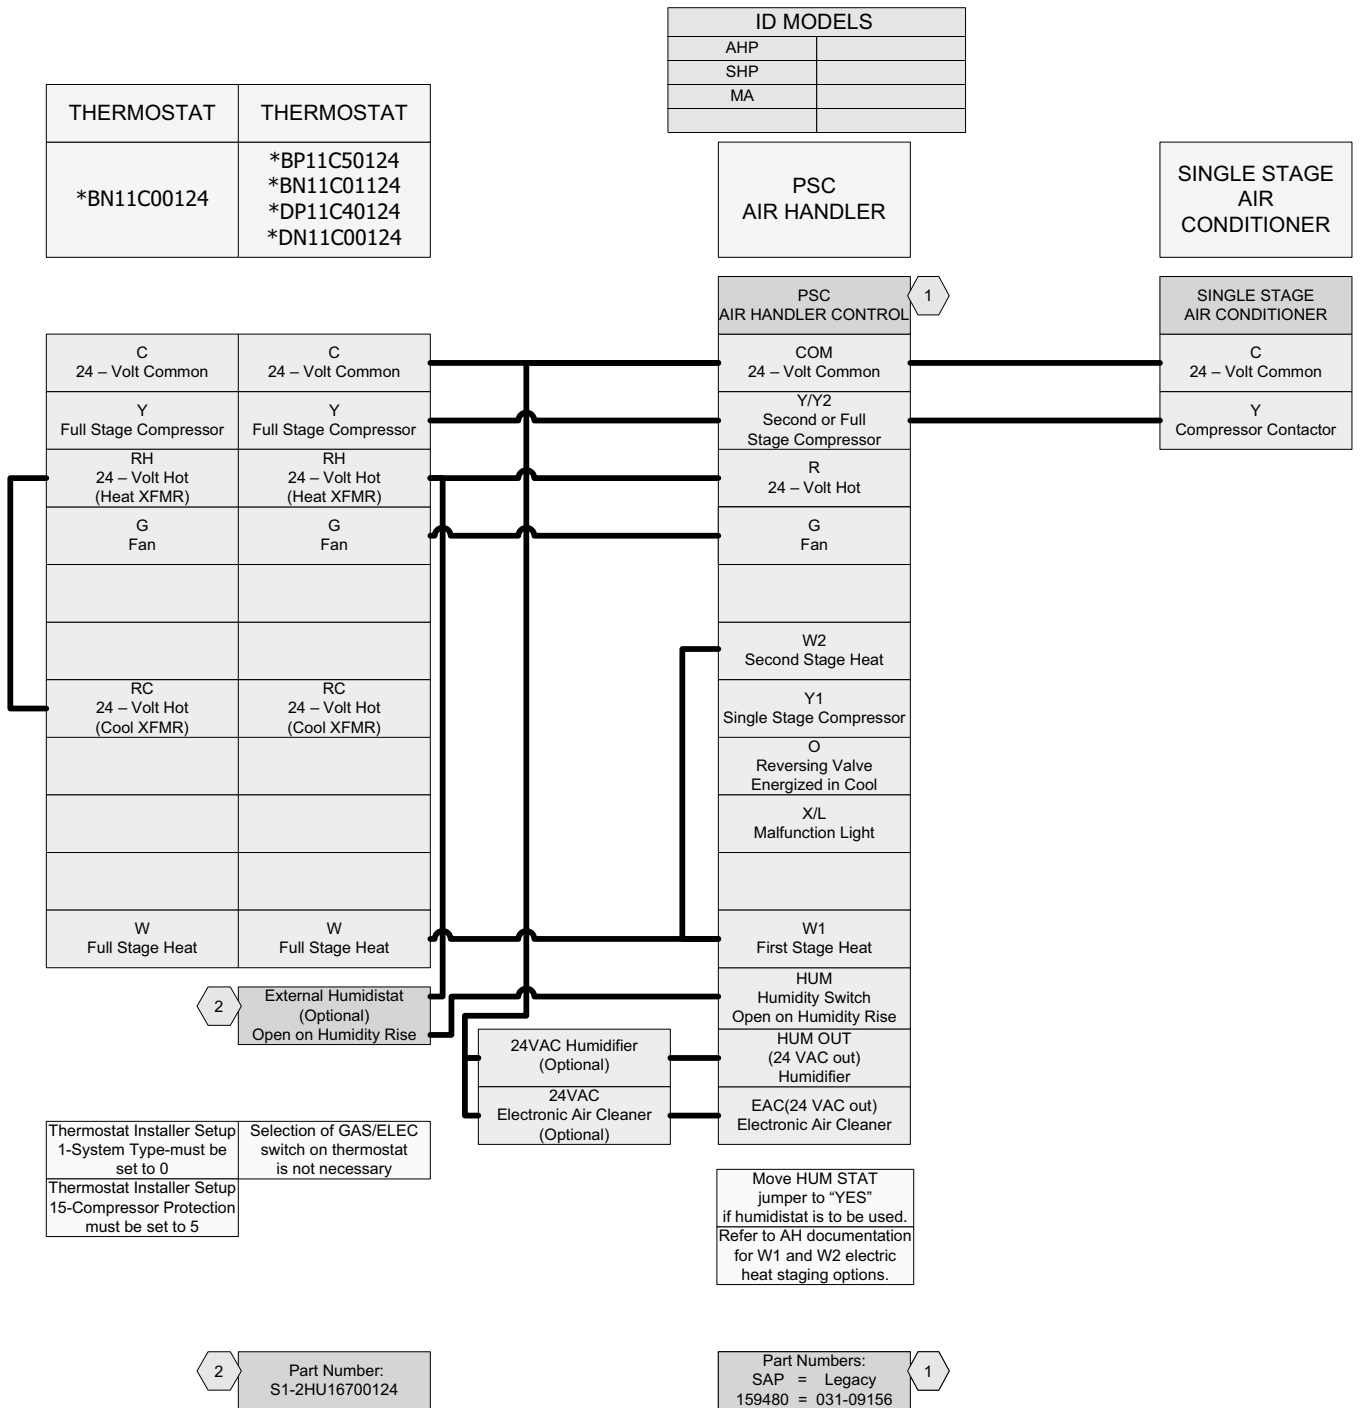 ID MODELS
AHP
SHP
MA
THERMOSTAT
THERMOSTAT
*BN11C00124
*BP11C50124
*BN11C01124
*DP11C40124
*DN11C00124
PSC
AIR HANDLER
SINGLE STAGE
AIR
CONDITIONER
PSC
AIR HANDLER CONTROL
1
SINGLE STAGE
AIR CONDITIONER
C
24 – Volt Common
C
24 – Volt Common
COM
24 – Volt Common
C
24 – Volt Common
Y
Full Stage Compressor
Y
Full Stage Compressor
Y/Y2
Second or Full
Stage Compressor
Y
Compressor Contactor
RH
24 – Volt Hot
(Heat XFMR)
RH
24 – Volt Hot
(Heat XFMR)
R
24 – Volt Hot
G
Fan
G
Fan
G
Fan
W2
Second Stage Heat
RC
24 – Volt Hot
(Cool XFMR)
RC
24 – Volt Hot
(Cool XFMR)
Y1
Single Stage Compressor
O
Reversing Valve
Energized in Cool
X/L
Malfunction Light
W
Full Stage Heat
W
Full Stage Heat
W1
First Stage Heat
2
External Humidistat
(Optional)
Open on Humidity Rise
HUM
Humidity Switch
Open on Humidity Rise
24VAC Humidifier
(Optional)
HUM OUT
(24 VAC out)
Humidifier
24VAC
Electronic Air Cleaner
(Optional)
EAC(24 VAC out)
Electronic Air Cleaner
Thermostat Installer Setup
1-System Type-must be
set to 0
Selection of GAS/ELEC
switch on thermostat
is not necessary
Thermostat Installer Setup
15-Compressor Protection
must be set to 5
Move HUM STAT
jumper to “YES”
if humidistat is to be used.
Refer to AH documentation
for W1 and W2 electric
heat staging options.
2
Part Number:
S1-2HU16700124
Part Numbers:
SAP = Legacy
159480 = 031-09156
1